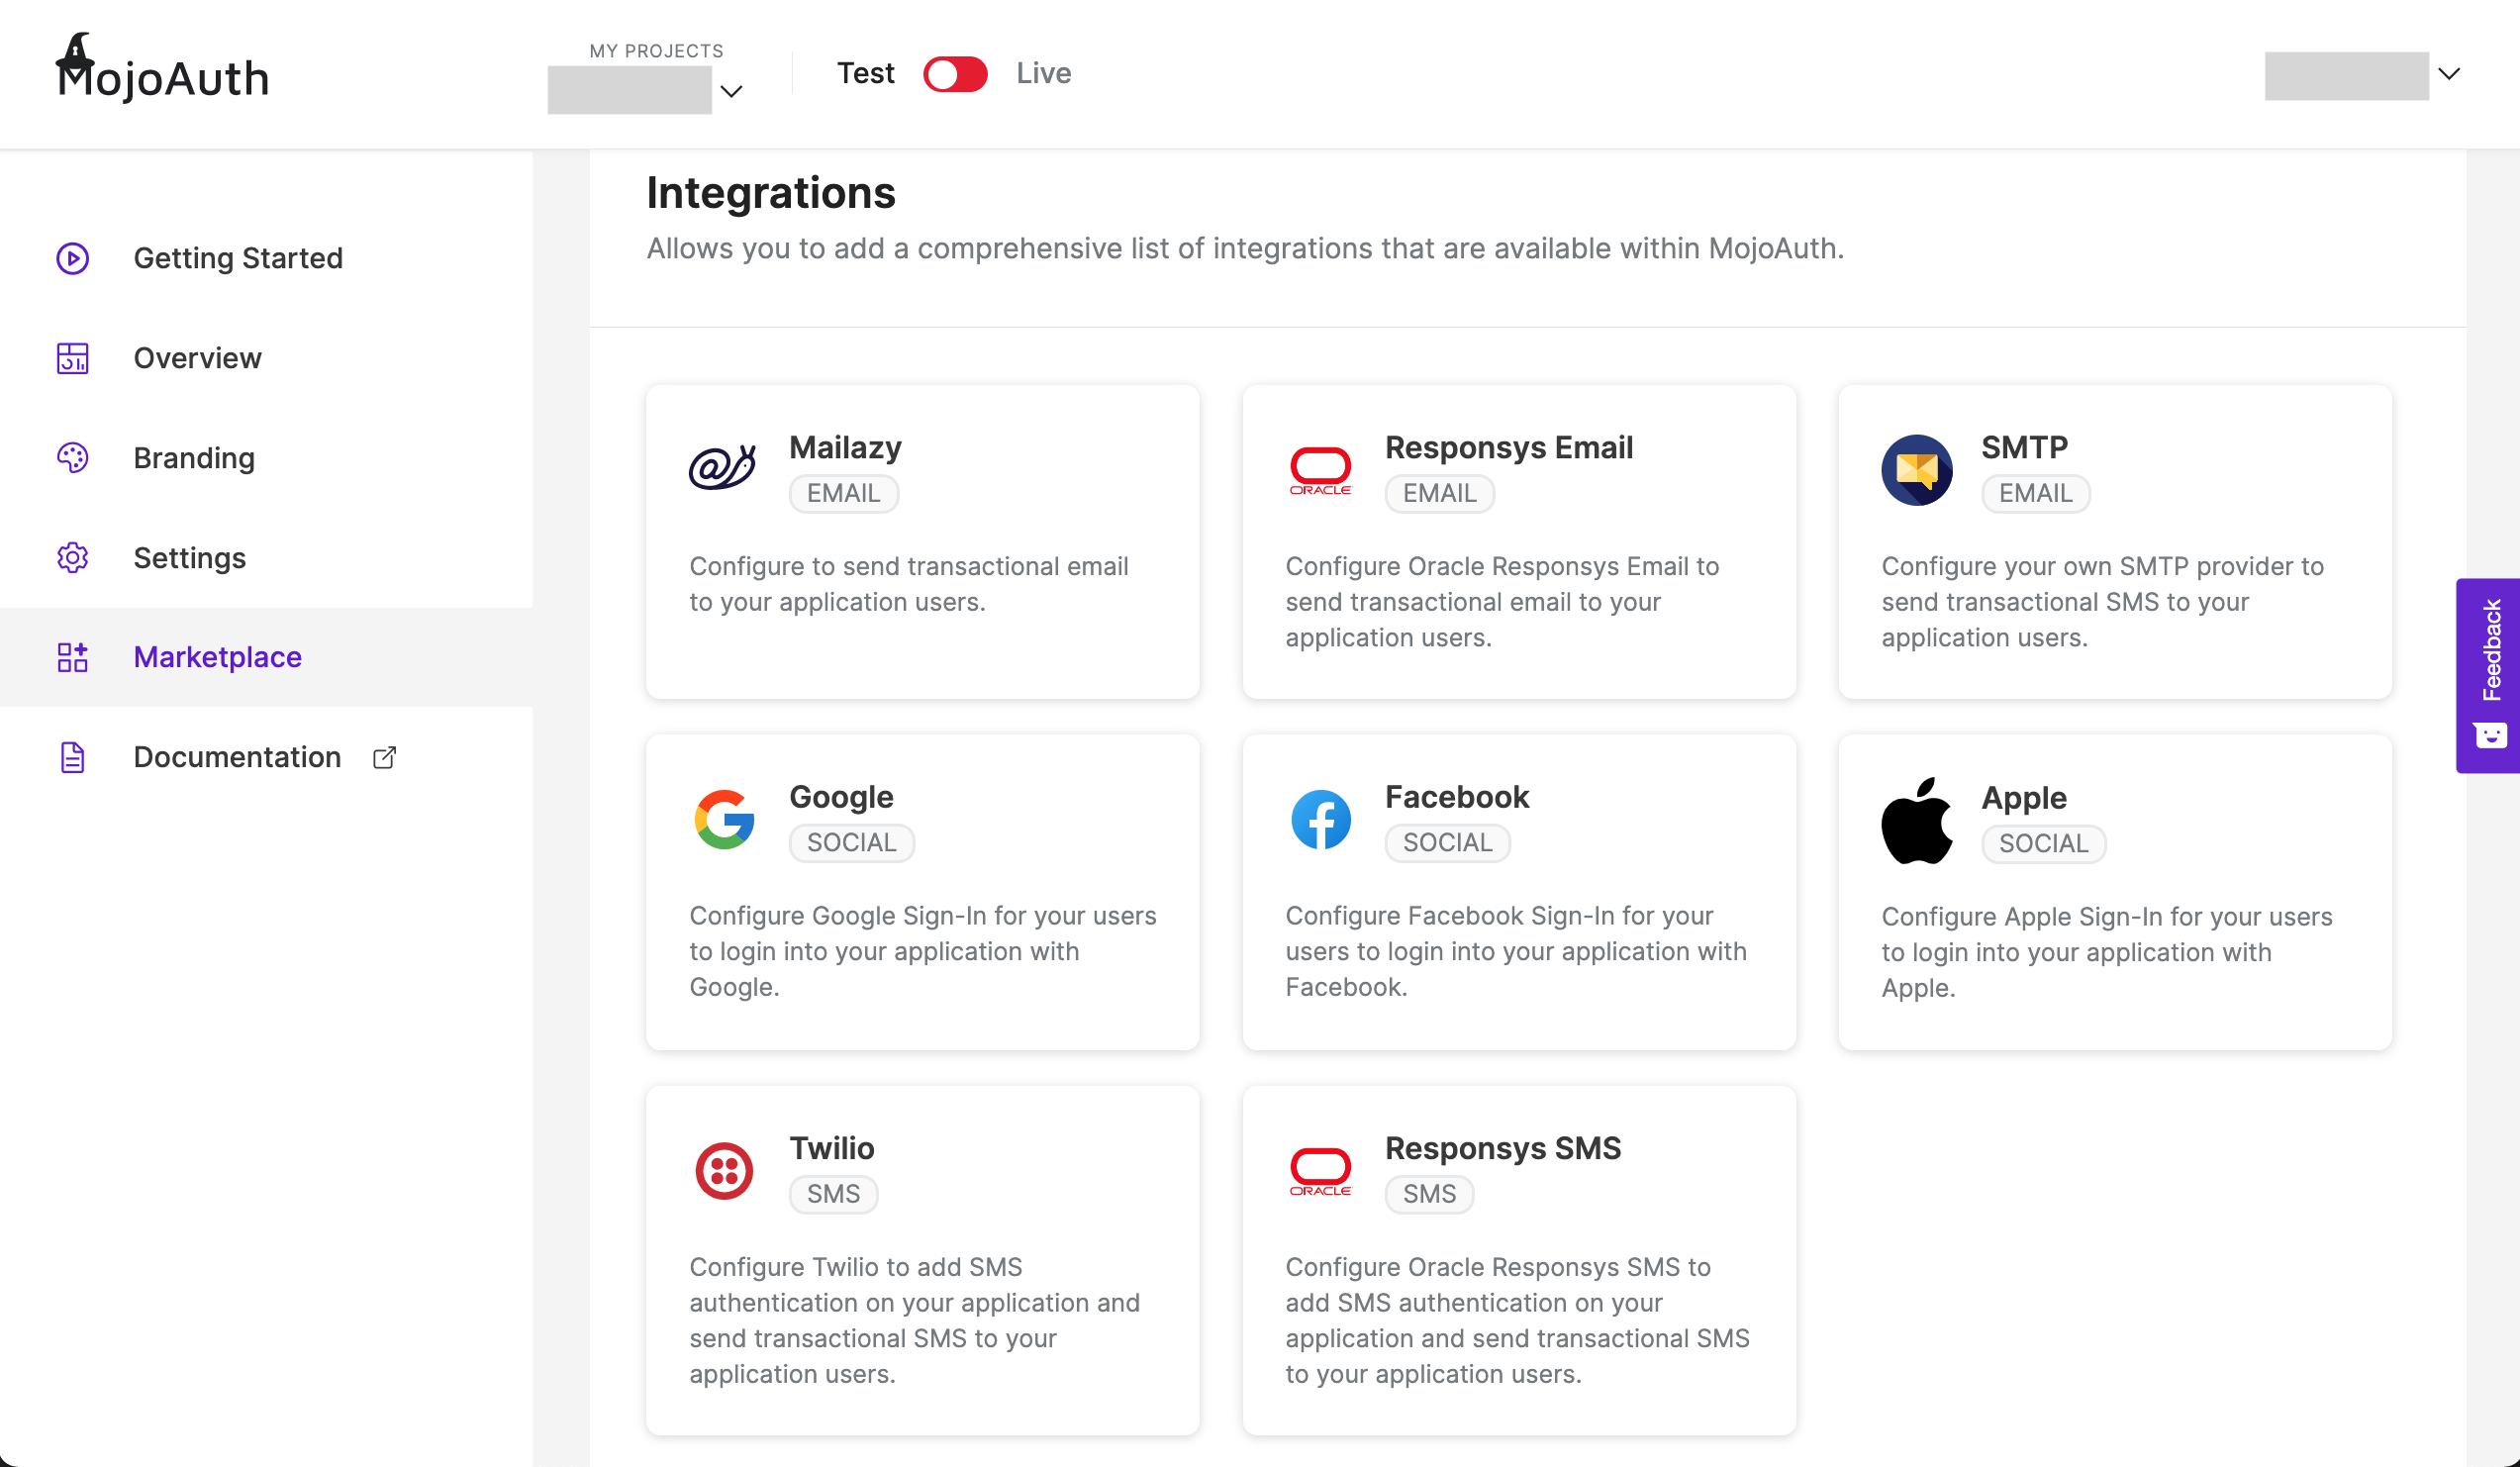 MojoAuth
MY PROJECTS
Test
Live
Getting Started
Overview
Branding
Settings
Marketplace
Documentation
Integrations
Allows you to add a comprehensive list of integrations that are available within MojoAuth.
Mailazy
EMAIL
Configure to send transactional email
to your application users.
ORACLE
Responsys Email
EMAIL
Configure Oracle Responsys Email to
send transactional email to your
application users.
SMTP
EMAIL
Configure your own SMTP provider to
send transactional SMS to your
application users.
Google
SOCIAL
Configure Google Sign-In for your users
to login into your application with
Google.
Facebook
SOCIAL
Configure Facebook Sign-In for your
users to login into your application with
Facebook.
Apple
SOCIAL
Configure Apple Sign-In for your users
to login into your application with
Apple.
Twilio
SMS
Configure Twilio to add SMS
authentication on your application and
send transactional SMS to your
application users.
ORACLE
Responsys SMS
SMS
Configure Oracle Responsys SMS to
add SMS authentication on your
application and send transactional SMS
to your application users.
Feedback